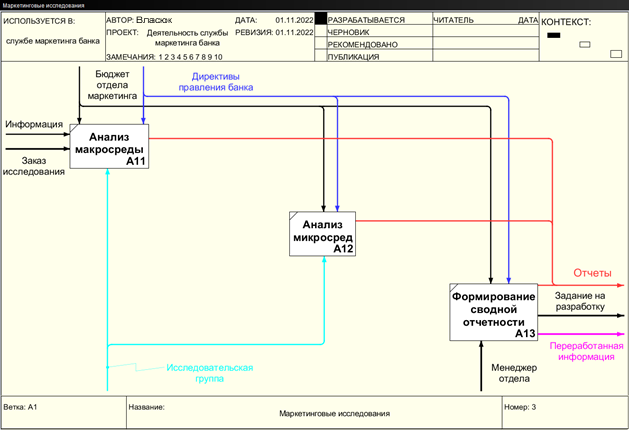 Маркетинговые исследования
ИСПОЛЬЗУЕТСЯ В:
службе маркетинга банка
АВТОР: Власюк
ДАТА: 01.11.2022
ПРОЕКТ: Деятельность службы
маркетинга банка
РЕВИЗИЯ: 01.11.2022
ЗАМЕЧАНИЯ: 1 2 3 4 5 6 7 8 9 10
РАЗРАБАТЫВАЕТСЯ
ЧЕРНОВИК
РЕКОМЕНДОВАНО
ПУБЛИКАЦИЯ
ЧИТАТЕЛЬ
ДАТА
КОНТЕКСТ:
Бюджет
отдела
маркетинга
Директивы
правления банка
Информация
Заказ
исследования
Анализ
макросреды
A11
Анализ
микросред
A12
Формирование
сводной
отчетности
A13
Отчеты
Задание на
разработку
Переработанная
информация
Исследовательская
группа
Менеджер
отдела
Ветка: A1
Название:
Маркетинговые исследования
Номер: 3